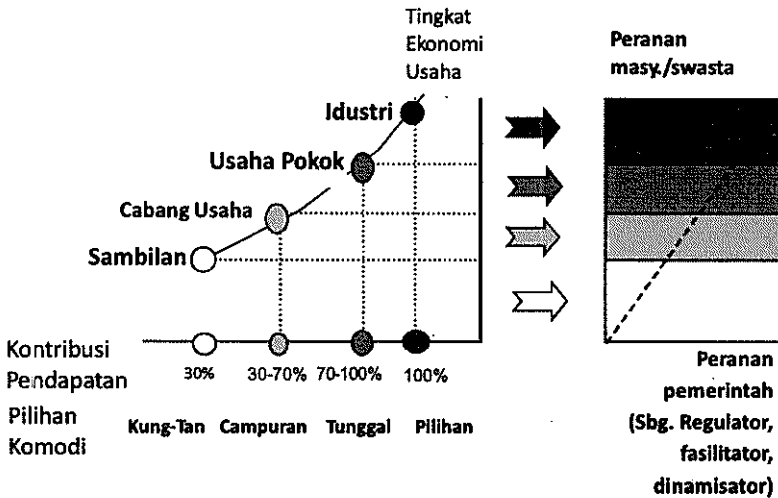 Tingkat
Ekonomi
Usaha
Peranan
masy./swasta
Idustri
Usaha Pokok
Cabang Usaha
Sambilan
Kontribusi
Pendapatan
30% 30-70% 70-100% 100%
Pilihan
Komodi
Kung-Tan Campuran Tunggal Pilihan
Peranan
pemerintah
(Sbg. Regulator,
fasilitator,
dinamisator)